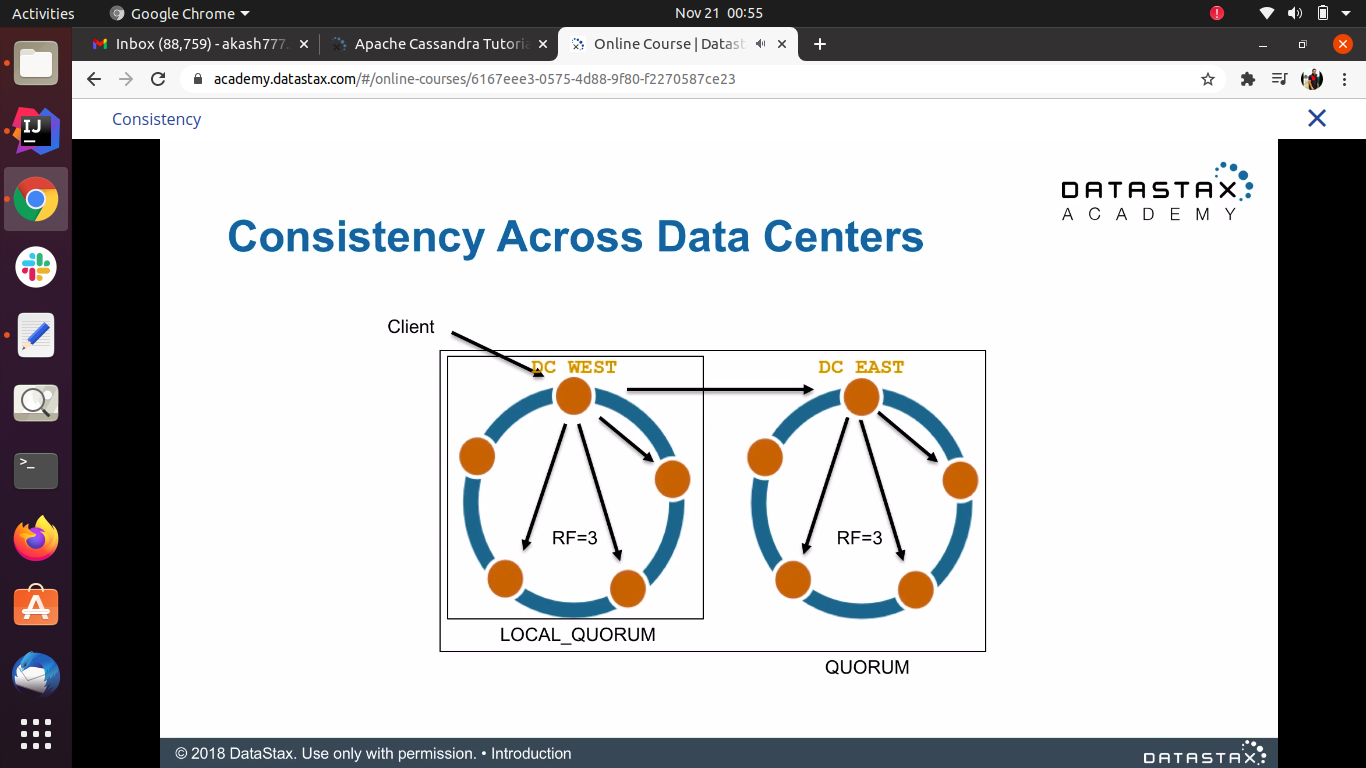 Activities
Google Chrome
Nov 21 00:55
Inbox (88,759) - akash777.
Apache Cassandra Tutoria
Online Course | Datast
academy.datastax.com/#/online-courses/6167eee3-0575-4d88-9f80-f2270587ce23
Consistency
DATASTAX
ACADEMY
Consistency Across Data Centers
Client
DC WEST
DC EAST
RF=3
RF=3
LOCAL_QUORUM
QUORUM
© 2018 DataStax. Use only with permission. • Introduction
DATASTAX
IJ
>_